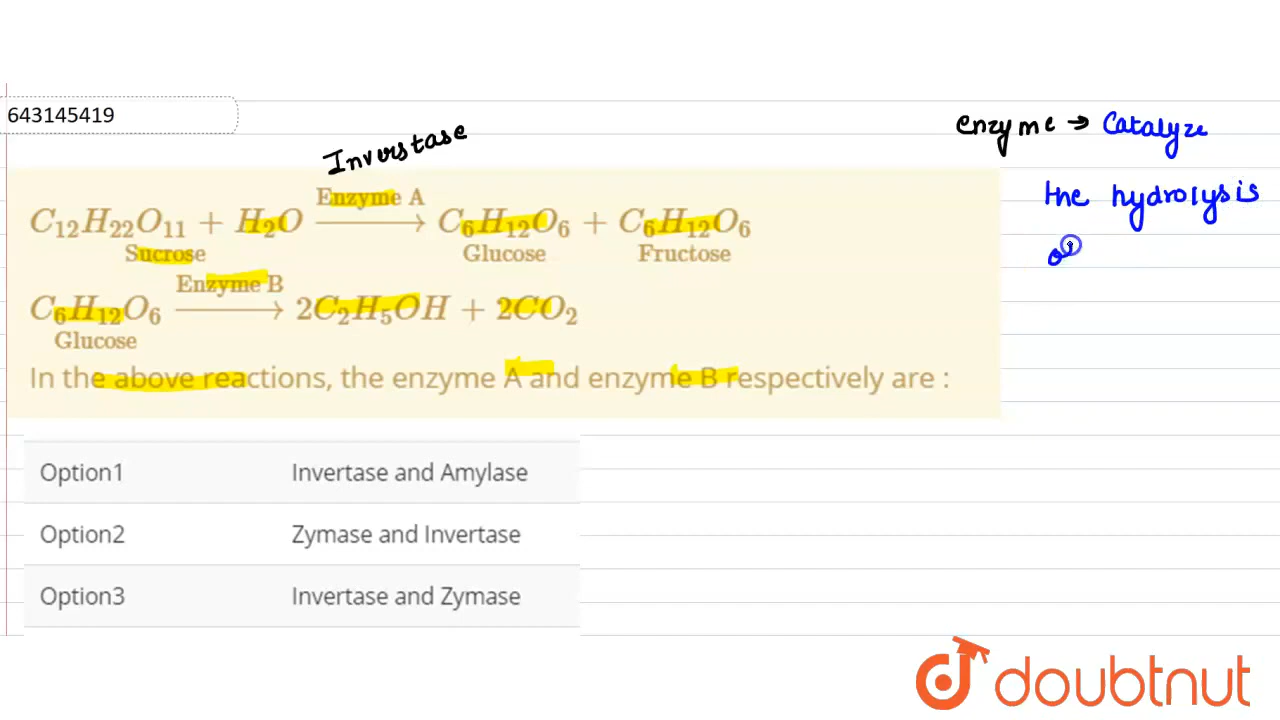 643145419
Inverstase
enzyme → Catalyze
the hydrolysis
Enzyme A
C₁₂H₂₂O₁₁ + H₂O ⟶ C₆H₁₂O₆ + C₆H₁₂O₆
Sucrose Glucose Fructose
Enzyme B
C₆H₁₂O₆ ⟶ 2C₂H₅OH + 2CO₂
Glucose
In the above reactions, the enzyme A and enzyme B respectively are :
Option1 Invertase and Amylase
Option2 Zymase and Invertase
Option3 Invertase and Zymase
doubtnut